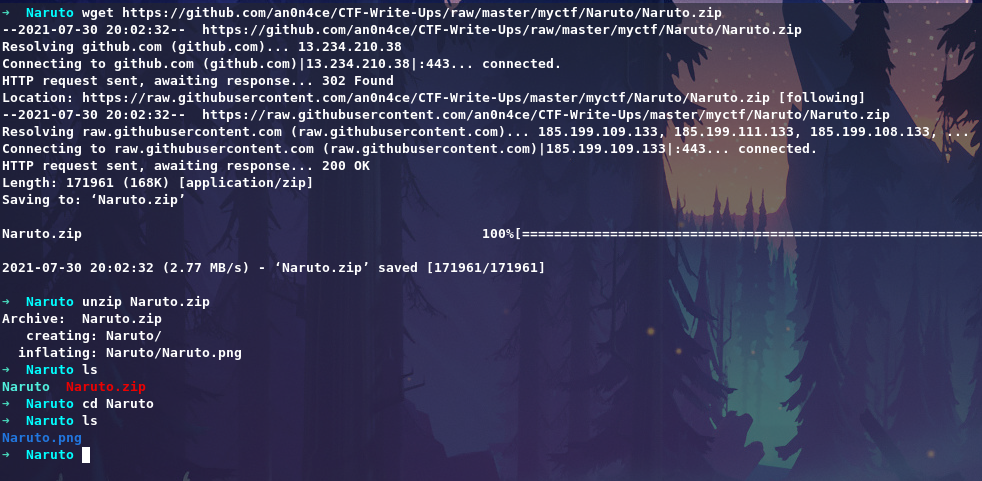 → Naruto wget https://github.com/an0n4ce/CTF-Write-Ups/raw/master/myctf/Naruto/Naruto.zip
--2021-07-30 20:02:32--  https://github.com/an0n4ce/CTF-Write-Ups/raw/master/myctf/Naruto/Naruto.zip
Resolving github.com (github.com)... 13.234.210.38
Connecting to github.com (github.com)|13.234.210.38|:443... connected.
HTTP request sent, awaiting response... 302 Found
Location: https://raw.githubusercontent.com/an0n4ce/CTF-Write-Ups/master/myctf/Naruto/Naruto.zip [following]
--2021-07-30 20:02:32--  https://raw.githubusercontent.com/an0n4ce/CTF-Write-Ups/master/myctf/Naruto/Naruto.zip
Resolving raw.githubusercontent.com (raw.githubusercontent.com)... 185.199.109.133, 185.199.111.133, 185.199.108.133, ...
Connecting to raw.githubusercontent.com (raw.githubusercontent.com)|185.199.109.133|:443... connected.
HTTP request sent, awaiting response... 200 OK
Length: 171961 (168K) [application/zip]
Saving to: ‘Naruto.zip’
Naruto.zip 100%[==========================================================
2021-07-30 20:02:32 (2.77 MB/s) - ‘Naruto.zip’ saved [171961/171961]
→ Naruto unzip Naruto.zip
Archive:  Naruto.zip
   creating: Naruto/
  inflating: Naruto/Naruto.png
→ Naruto ls
Naruto  Naruto.zip
→ Naruto cd Naruto
→ Naruto ls
Naruto.png
→ Naruto